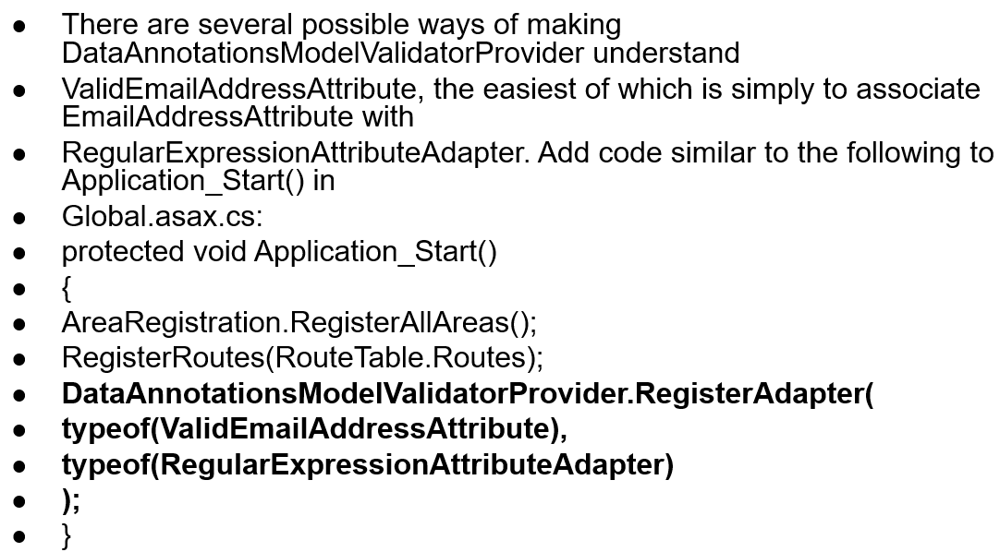 ● There are several possible ways of making
DataAnnotationsModelValidatorProvider understand
● ValidEmailAddressAttribute, the easiest of which is simply to associate
EmailAddressAttribute with
● RegularExpressionAttributeAdapter. Add code similar to the following to
Application_Start() in
● Global.asax.cs:
● protected void Application_Start()
● {
● AreaRegistration.RegisterAllAreas();
● RegisterRoutes(RouteTable.Routes);
● DataAnnotationsModelValidatorProvider.RegisterAdapter(
● typeof(ValidEmailAddressAttribute),
● typeof(RegularExpressionAttributeAdapter)
● );
● }